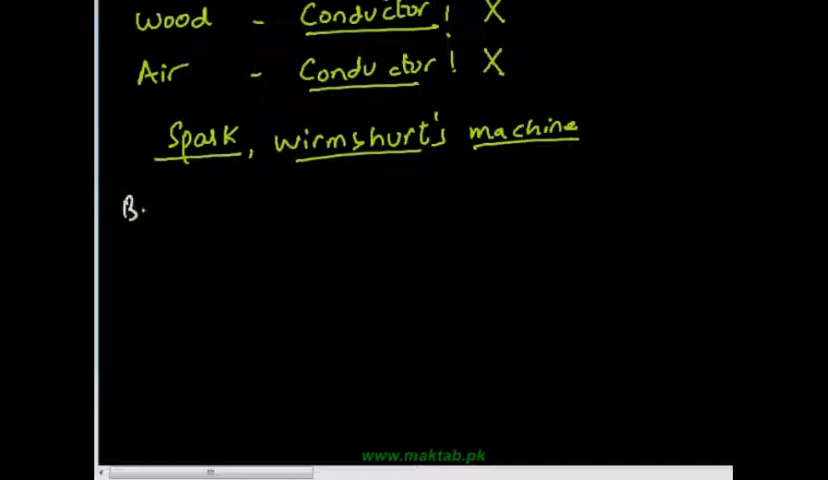 Wood - Conductor! X
Air - Conductor! X
Spark, wirmshurt's machine
B.
www.maktab.pk